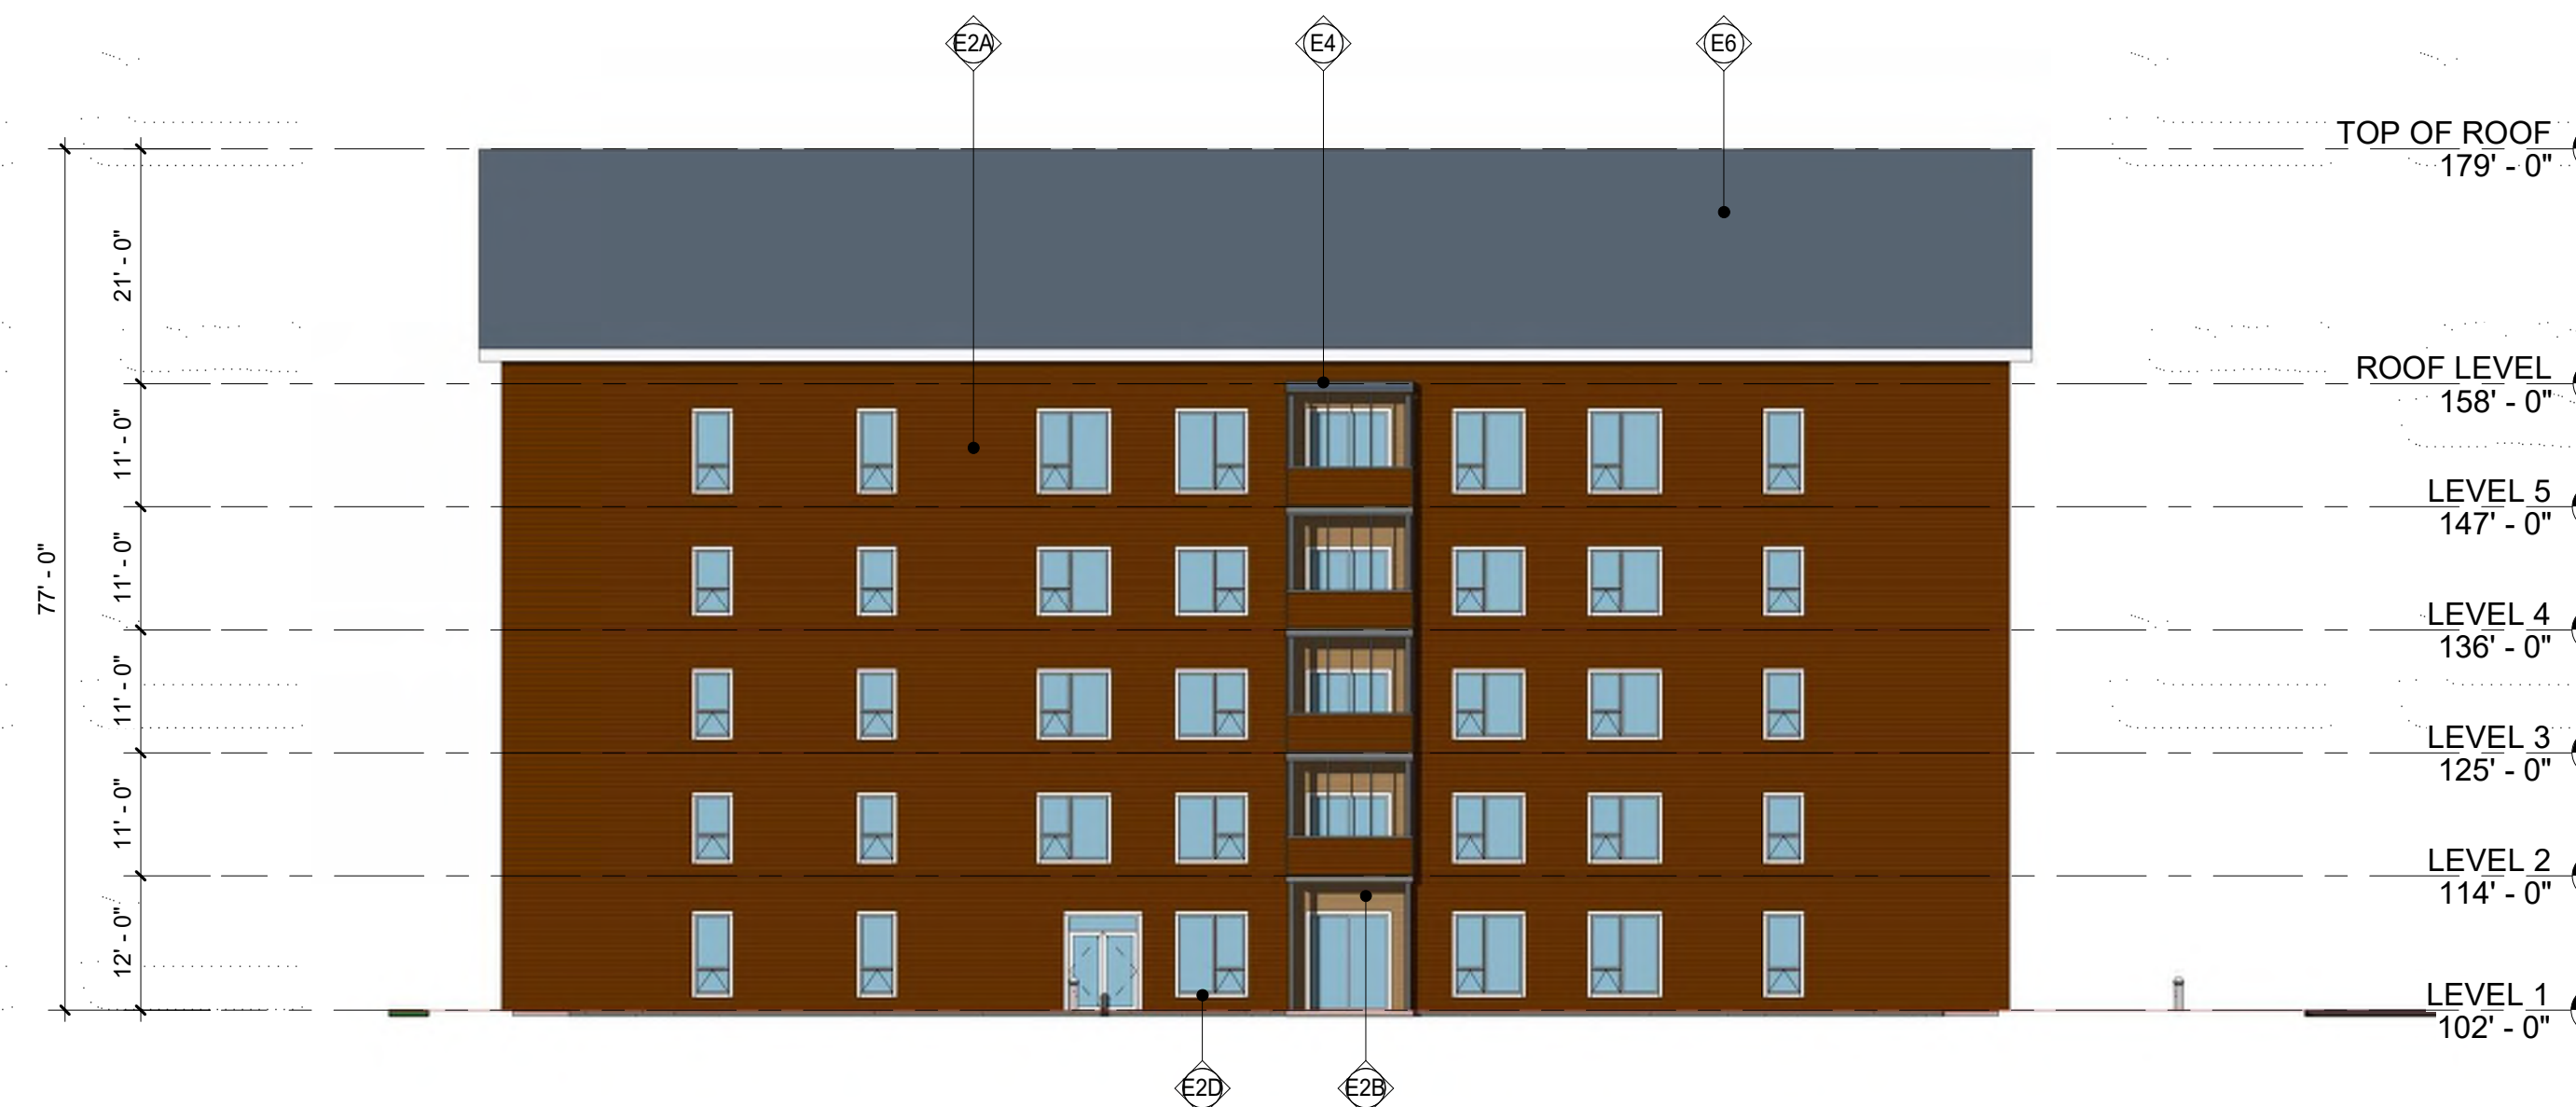 E2A
E4
E6
TOP OF ROOF
179' - 0"
21' - 0"
ROOF LEVEL
158' - 0"
11' - 0"
LEVEL 5
147' - 0"
11' - 0"
77' - 0"
LEVEL 4
136' - 0"
11' - 0"
LEVEL 3
125' - 0"
11' - 0"
LEVEL 2
114' - 0"
12' - 0"
LEVEL 1
102' - 0"
E2D
E2B